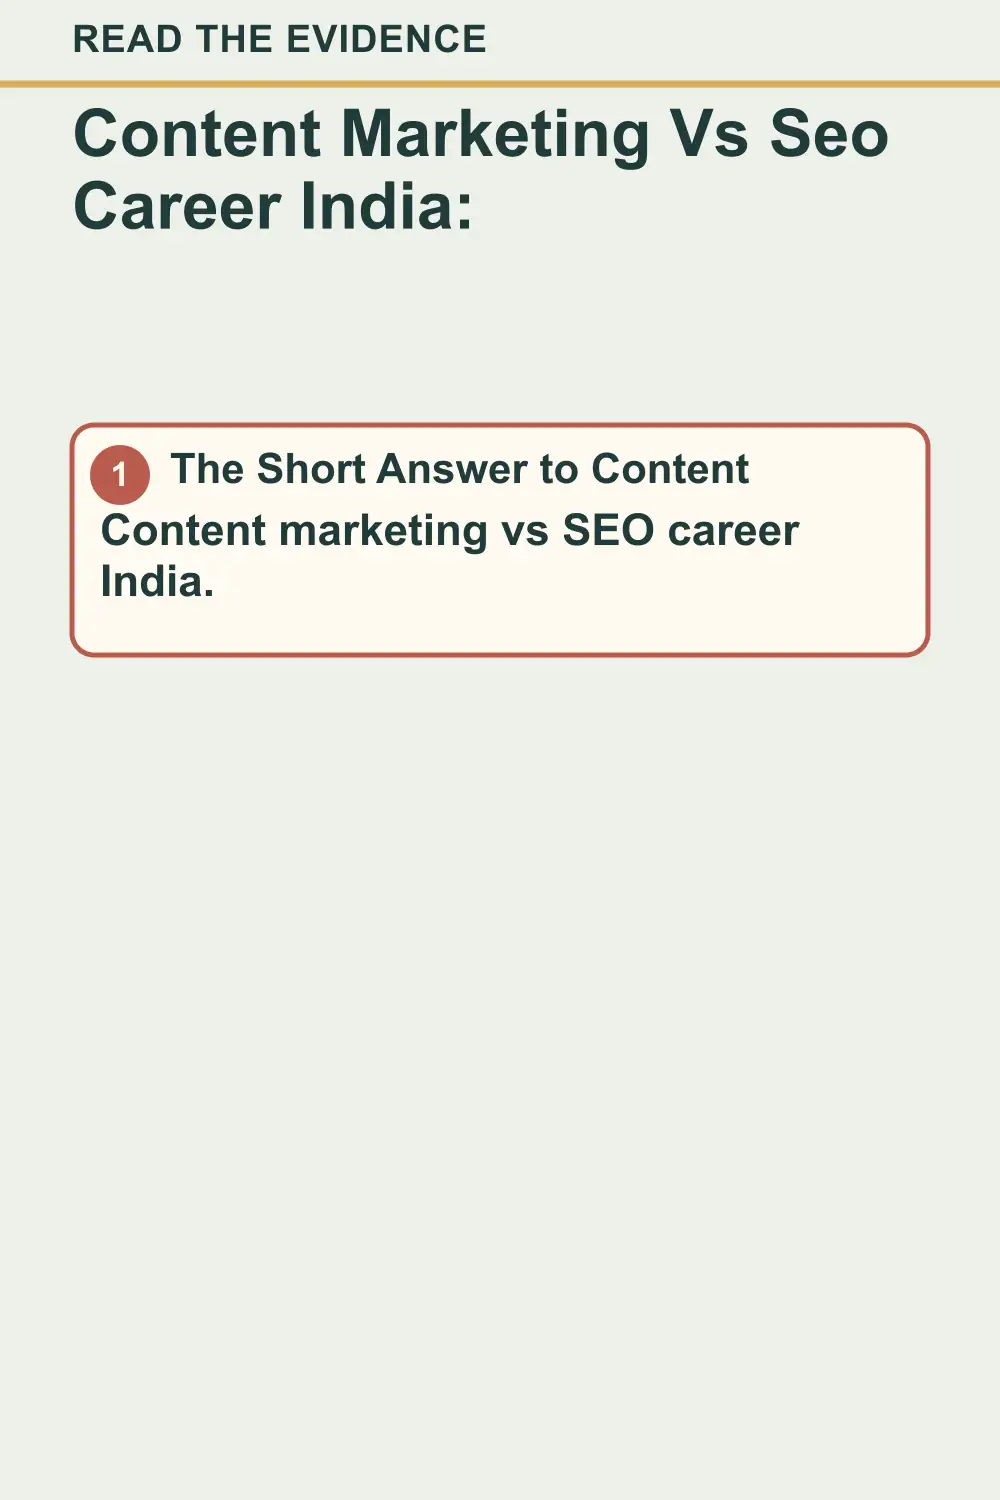 READ THE EVIDENCE
Content Marketing Vs Seo
Career India:
1 The Short Answer to Content
Content marketing vs SEO career
India.